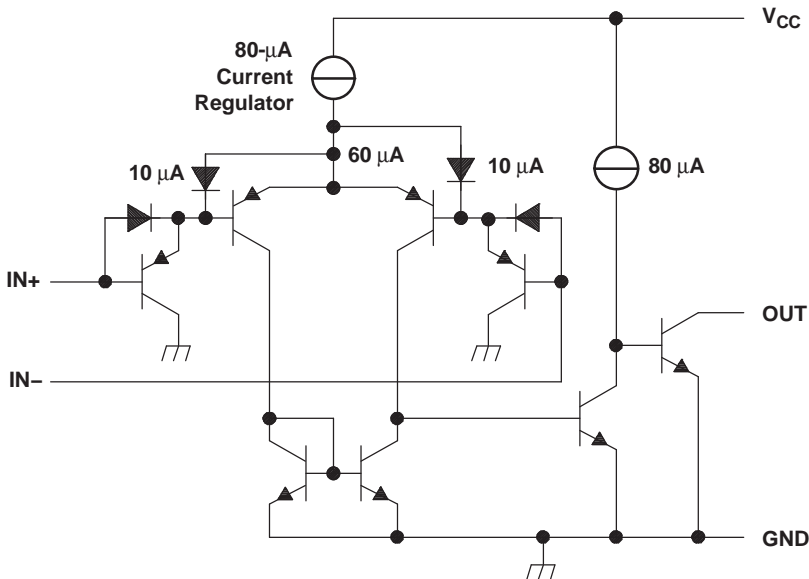 V_CC
80-μA
Current
Regulator
60 μA
10 μA
10 μA
80 μA
IN+
OUT
IN−
GND